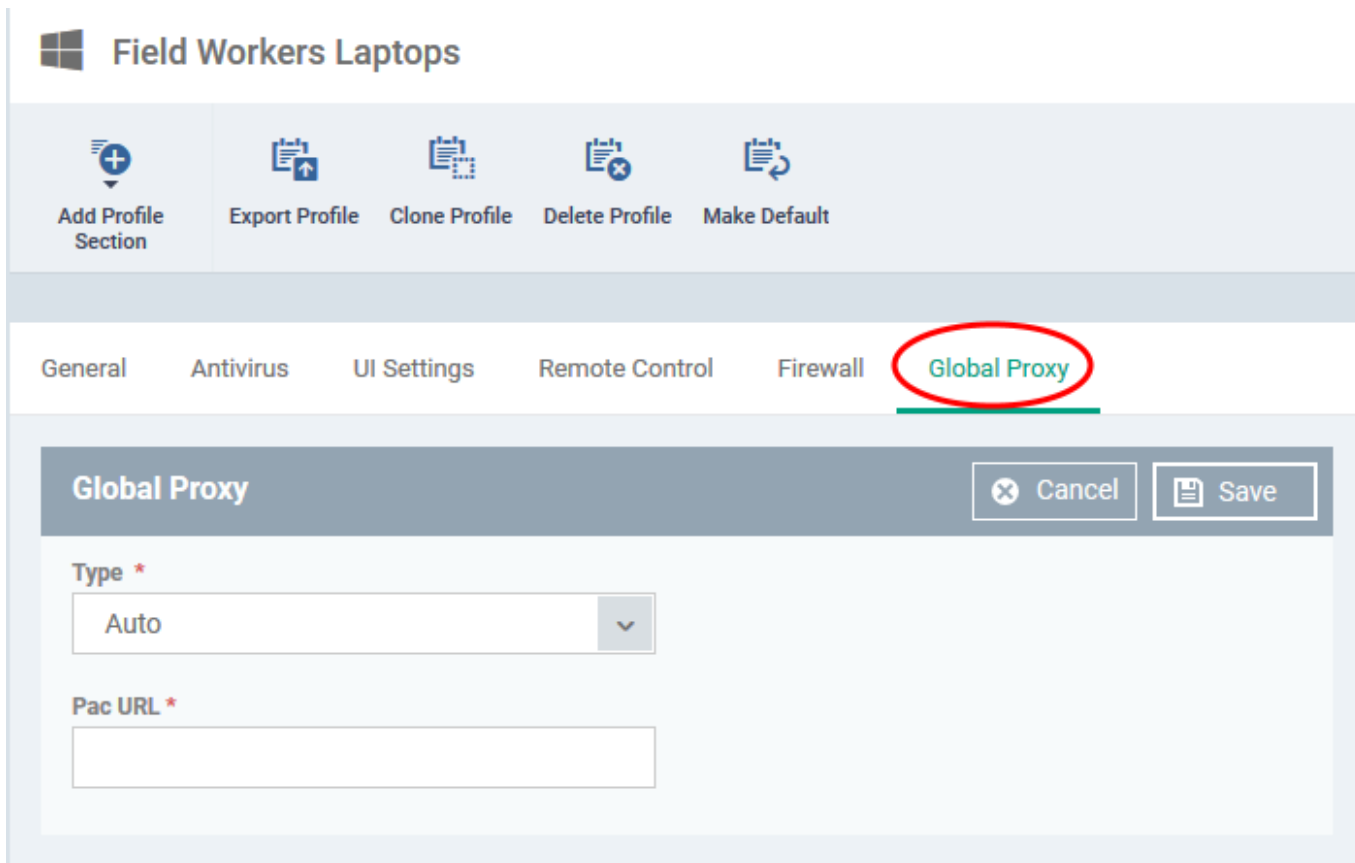 Field Workers Laptops
Add Profile
Section
Export Profile
Clone Profile
Delete Profile
Make Default
General
Antivirus
UI Settings
Remote Control
Firewall
Global Proxy
Global Proxy
Cancel
Save
Type *
Auto
Pac URL *